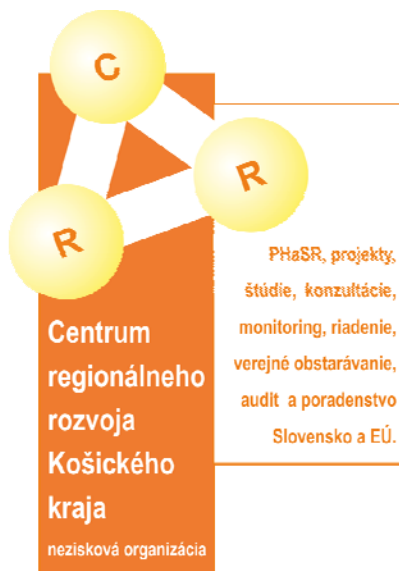 C
R
R
PHaSR, projekty,
štúdie, konzultácie,
monitoring, riadenie,
verejné obstarávanie,
audit a poradenstvo
Slovensko a EÚ.
Centrum
regionálneho
rozvoja
Košického
kraja
nezisková organizácia